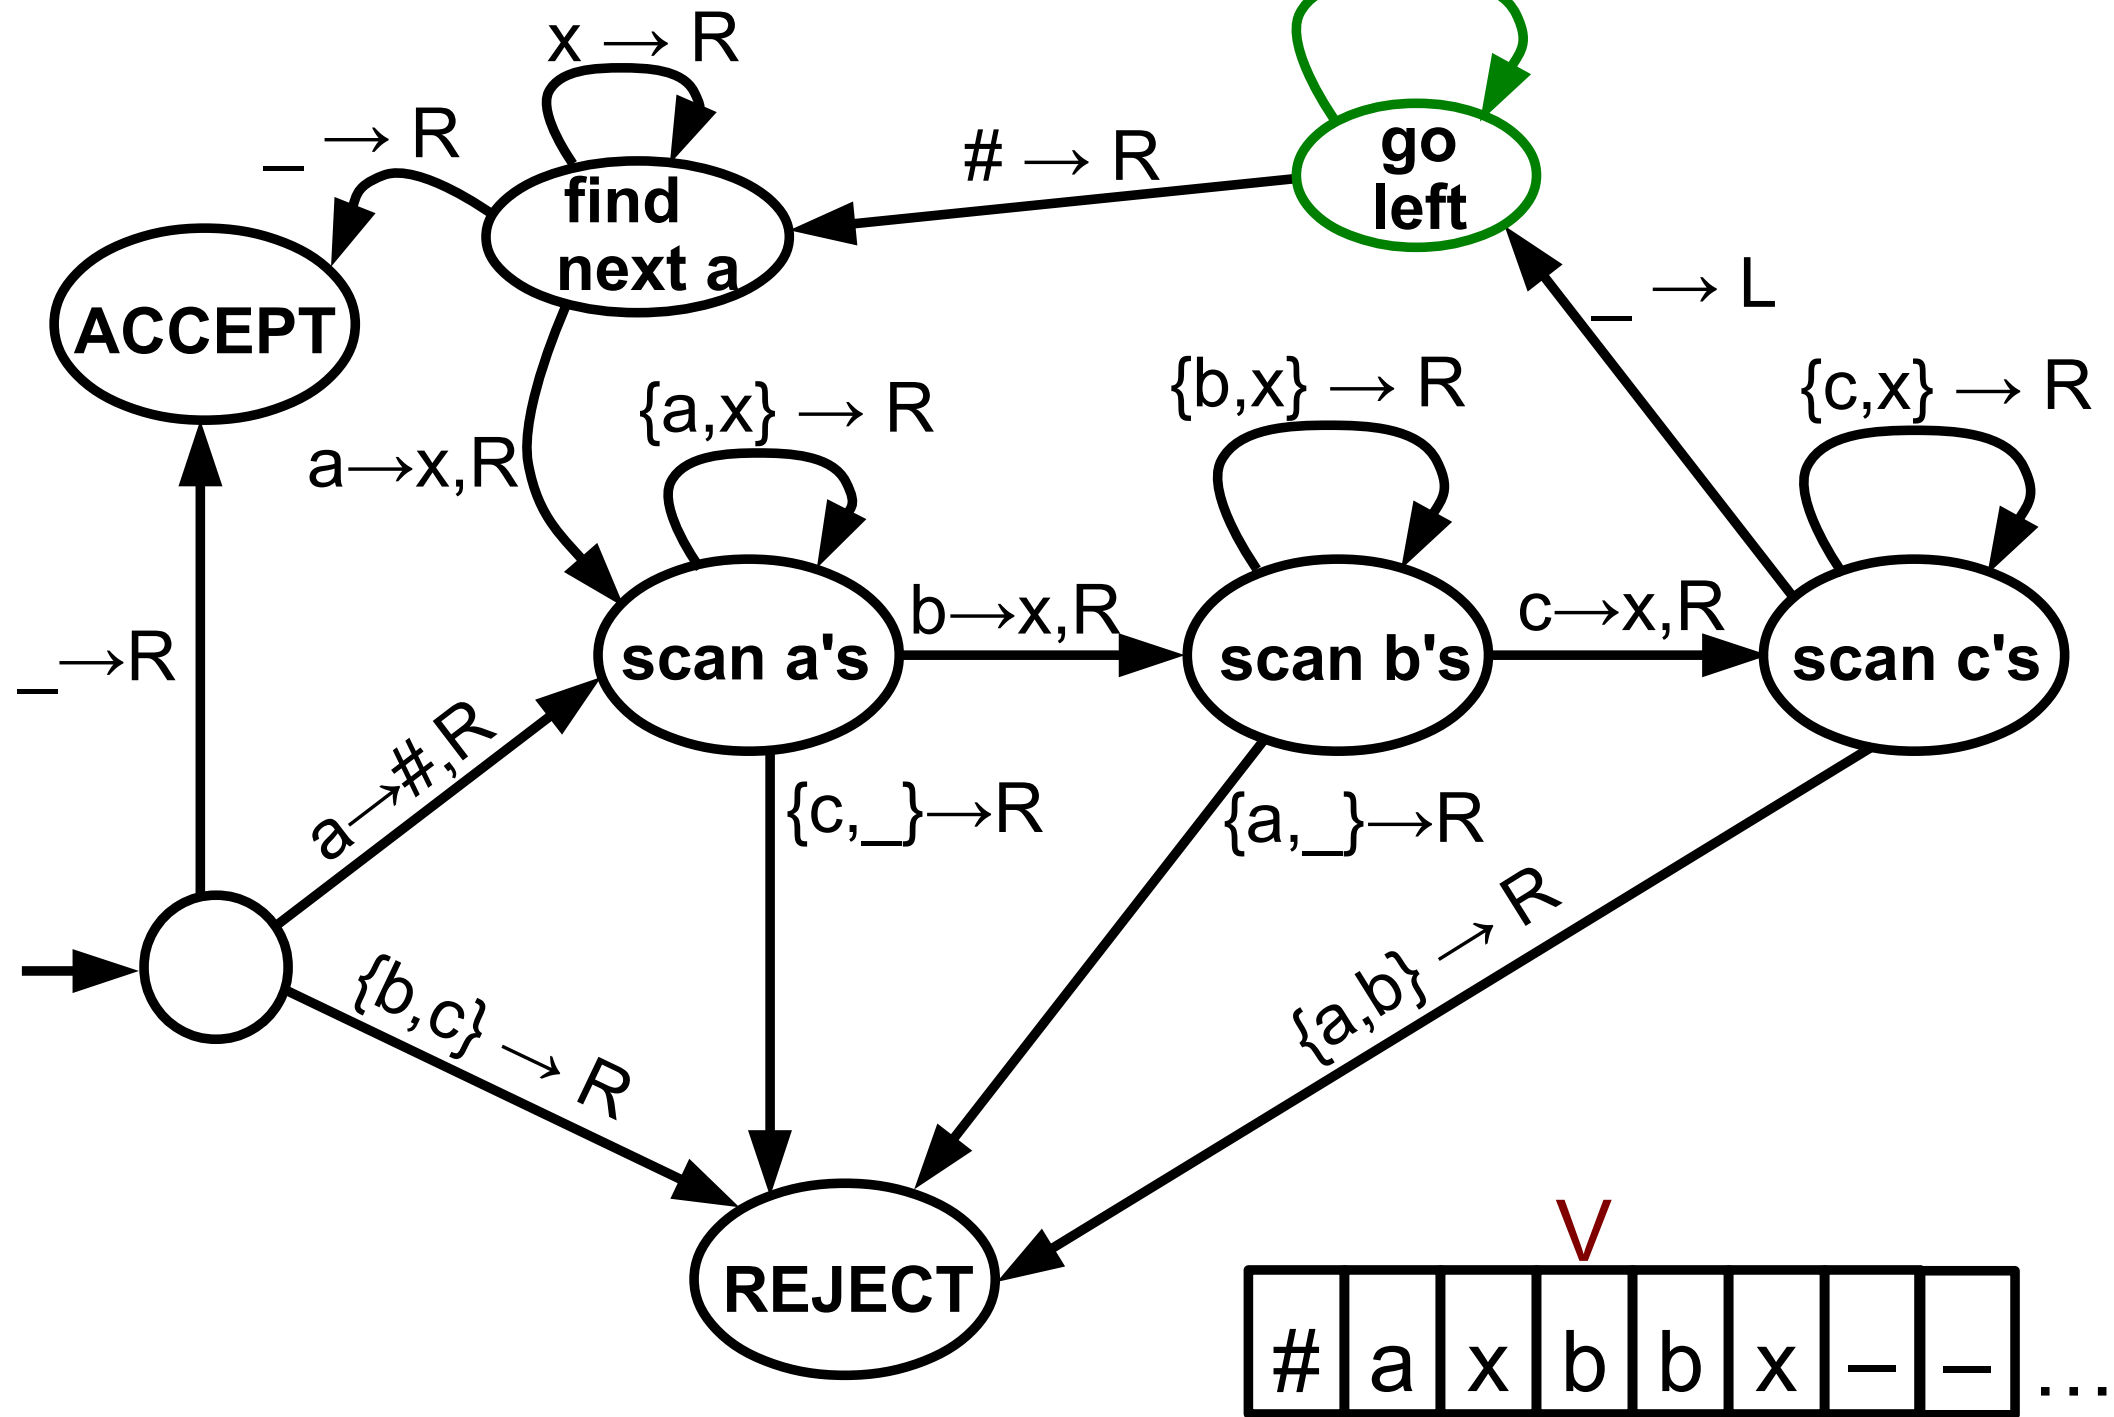 x → R
_ → R
find
next a
# → R
go
left
ACCEPT
_ → L
{a,x} → R
{b,x} → R
{c,x} → R
a→x,R
b→x,R
c→x,R
_→R
scan a's
scan b's
scan c's
a→#,R
{c,_}→R
{a,_}→R
{a,b} → R
{b,c} → R
V
REJECT
# a x b b x _ _ ...